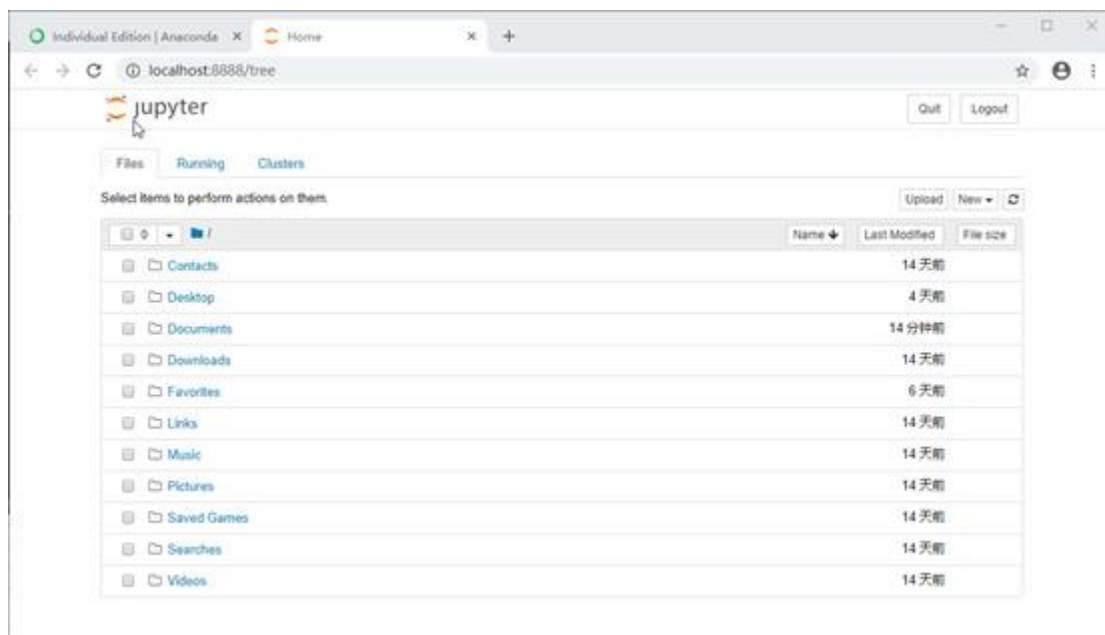 Individual Edition | Anaconda Home
localhost:8888/tree
jupyter Quit Logout
Files Running Clusters
Select items to perform actions on them. Upload New
0 / Name Last Modified File size
Contacts 14 天前
Desktop 4 天前
Documents 14 分钟前
Downloads 14 天前
Favorites 6 天前
Links 14 天前
Music 14 天前
Pictures 14 天前
Saved Games 14 天前
Searches 14 天前
Videos 14 天前